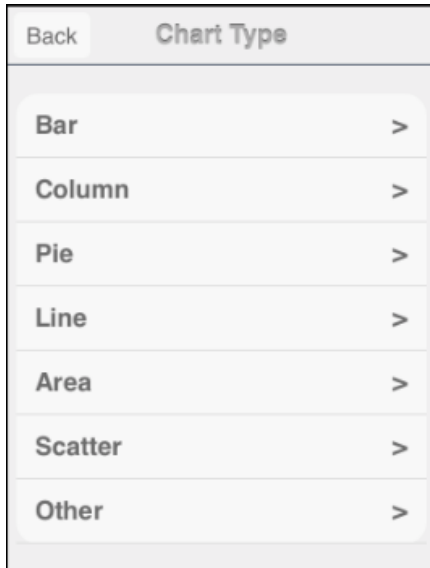 Back Chart Type
Bar >
Column >
Pie >
Line >
Area >
Scatter >
Other >